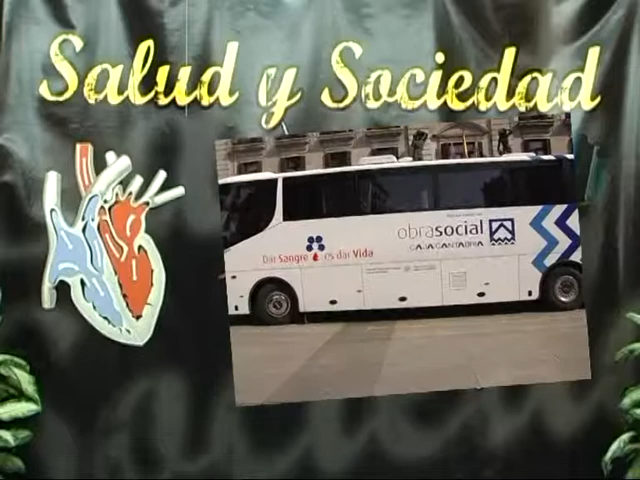 Salud y Sociedad
obrasocial
CAJA CANTABRIA
Dar Sangre es dar Vida